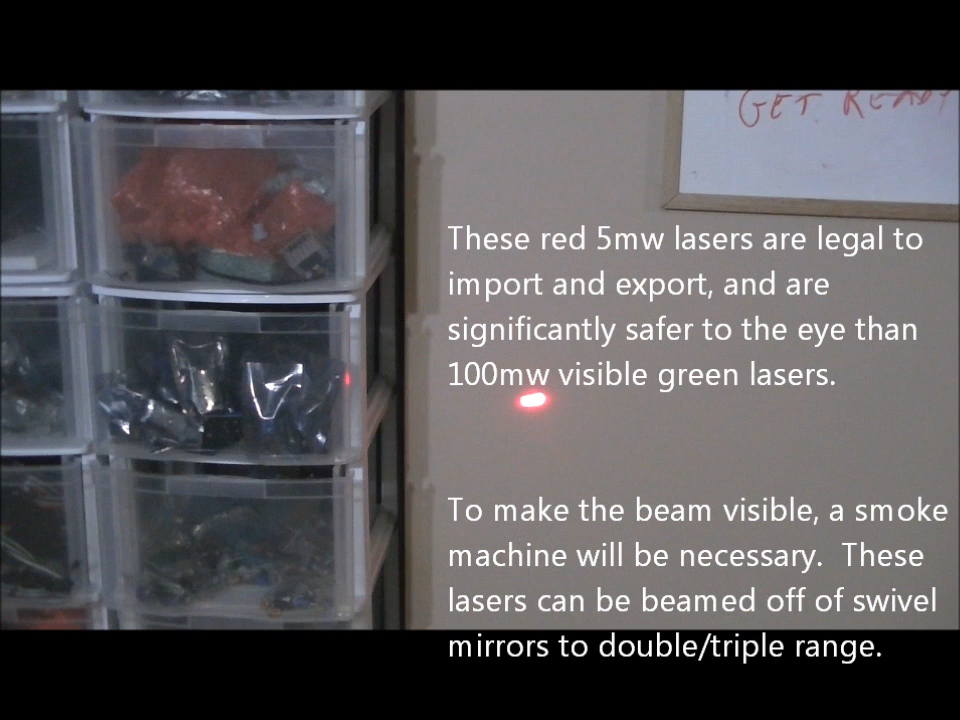 GET READY
These red 5mw lasers are legal to
import and export, and are
significantly safer to the eye than
100mw visible green lasers.
To make the beam visible, a smoke
machine will be necessary.  These
lasers can be beamed off of swivel
mirrors to double/triple range.